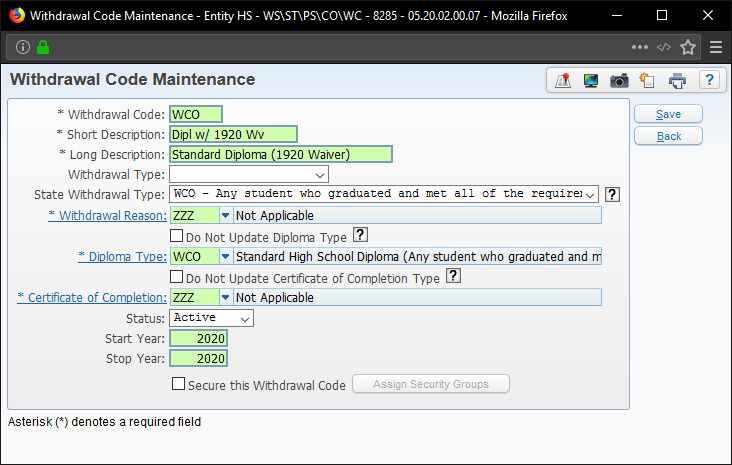 Withdrawal Code Maintenance - Entity HS - WS\ST\PS\CO\WC - 8285 - 05.20.02.00.07 - Mozilla Firefox
Withdrawal Code Maintenance
?
* Withdrawal Code: WCO
Save
* Short Description: Dipl w/ 1920 Wv
Back
* Long Description: Standard Diploma (1920 Waiver)
Withdrawal Type:
State Withdrawal Type: WCO - Any student who graduated and met all of the requirer ?
* Withdrawal Reason: ZZZ Not Applicable
Do Not Update Diploma Type ?
* Diploma Type: WCO Standard High School Diploma (Any student who graduated and m
Do Not Update Certificate of Completion Type ?
* Certificate of Completion: ZZZ Not Applicable
Status: Active
Start Year: 2020
Stop Year: 2020
Secure this Withdrawal Code Assign Security Groups
Asterisk (*) denotes a required field